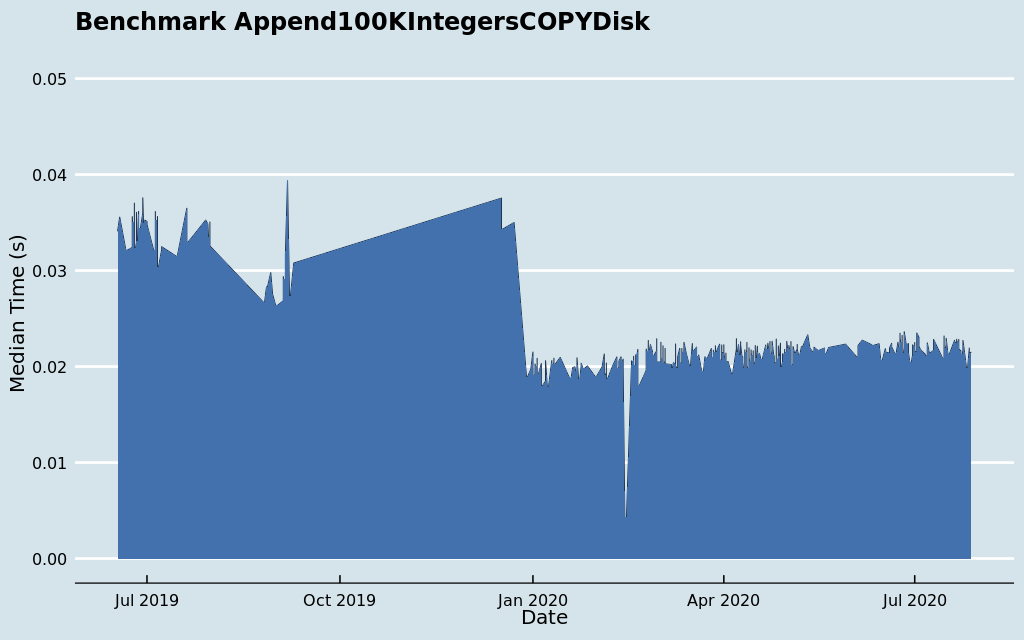 Benchmark Append100KIntegersCOPYDisk
Median Time (s)
0.05
0.04
0.03
0.02
0.01
0.00
Jul 2019 Oct 2019 Jan 2020 Apr 2020 Jul 2020
Date